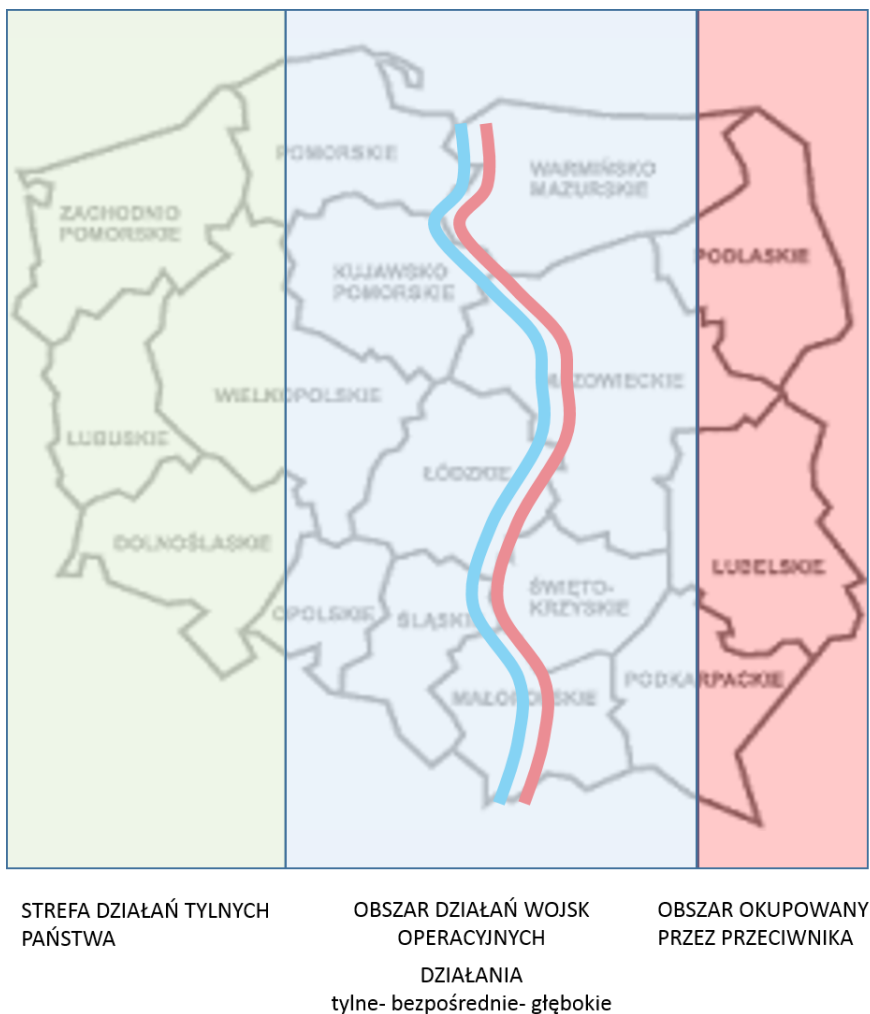 POMORSKIE
WARMIŃSKO
MAZURSKIE
ZACHODNIO
POMORSKIE
PODLASKIE
KUJAWSKO
POMORSKIE
MAZOWIECKIE
WIELKOPOLSKIE
LUBUSKIE
ŁÓDZKIE
DOLNOŚLĄSKIE
LUBELSKIE
ŚWIĘTO-
KRZYSKIE
OPOLSKIE
ŚLĄSKIE
PODKARPACKIE
MAŁOPOLSKIE
STREFA DZIAŁAŃ TYLNYCH
PAŃSTWA
OBSZAR DZIAŁAŃ WOJSK
OPERACYJNYCH
DZIAŁANIA
tylne- bezpośrednie- głębokie
OBSZAR OKUPOWANY
PRZEZ PRZECIWNIKA